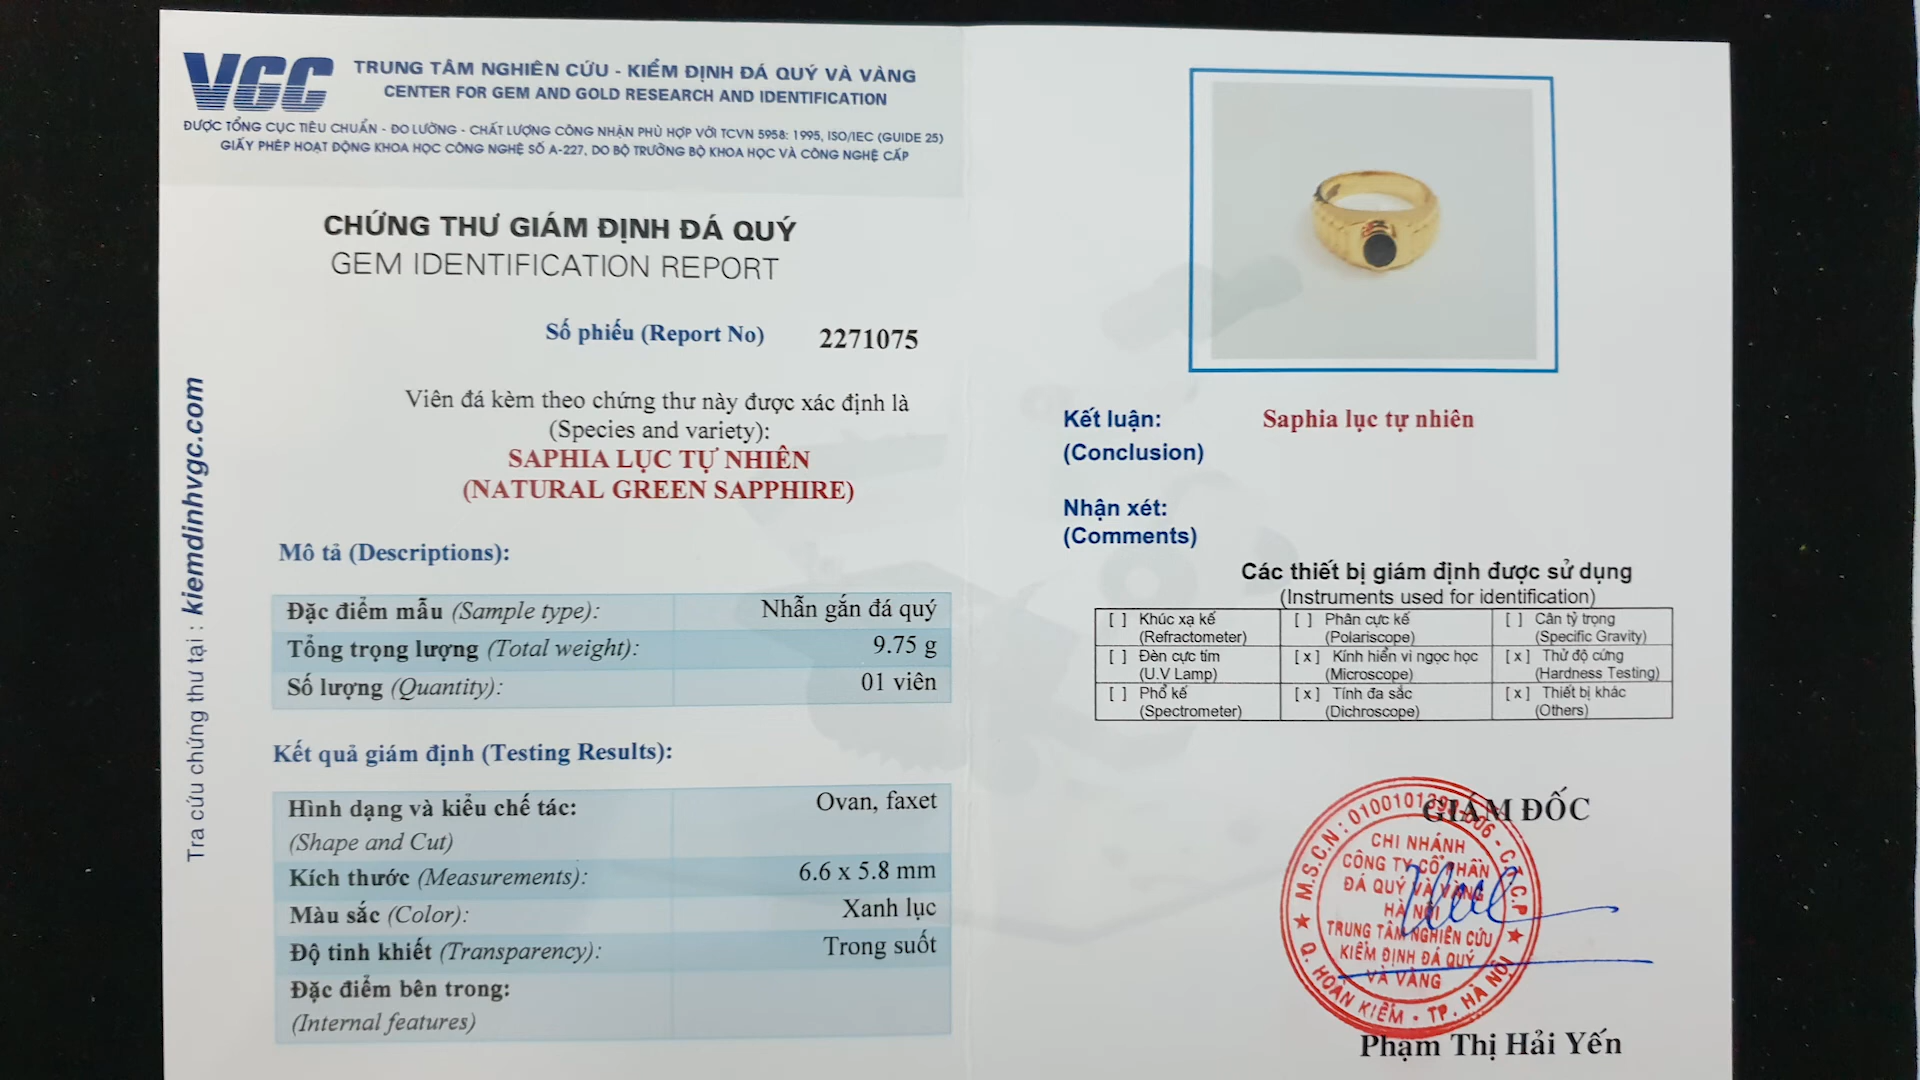 VGC
TRUNG TÂM NGHIÊN CỨU - KIỂM ĐỊNH ĐÁ QUÝ VÀ VÀNG
CENTER FOR GEM AND GOLD RESEARCH AND IDENTIFICATION
ĐƯỢC TỔNG CỤC TIÊU CHUẨN - ĐO LƯỜNG - CHẤT LƯỢNG CÔNG NHẬN PHÙ HỢP VỚI TCVN 5958: 1995, ISO/IEC (GUIDE 25)
GIẤY PHÉP HOẠT ĐỘNG KHOA HỌC CÔNG NGHỆ SỐ A-227, DO BỘ TRƯỞNG BỘ KHOA HỌC VÀ CÔNG NGHỆ CẤP
CHỨNG THƯ GIÁM ĐỊNH ĐÁ QUÝ
GEM IDENTIFICATION REPORT
Số phiếu (Report No) 2271075
Viên đá kèm theo chứng thư này được xác định là
(Species and variety):
SAPHIA LỤC TỰ NHIÊN
(NATURAL GREEN SAPPHIRE)
Mô tả (Descriptions):
Đặc điểm mẫu (Sample type): Nhẫn gắn đá quý
Tổng trọng lượng (Total weight): 9.75 g
Số lượng (Quantity): 01 viên
Kết quả giám định (Testing Results):
Hình dạng và kiểu chế tác: Ovan, faxet
(Shape and Cut)
Kích thước (Measurements): 6.6 x 5.8 mm
Màu sắc (Color): Xanh lục
Độ tinh khiết (Transparency): Trong suốt
Đặc điểm bên trong:
(Internal features)
Tra cứu chứng thư tại : kiemdinhvgc.com
Kết luận: Saphia lục tự nhiên
(Conclusion)
Nhận xét:
(Comments)
Các thiết bị giám định được sử dụng
(Instruments used for identification)
[ ] Khúc xạ kế [ ] Phân cực kế [ ] Cân tỷ trọng
(Refractometer) (Polariscope) (Specific Gravity)
[ ] Đèn cực tím [x] Kính hiển vi ngọc học [x] Thử độ cứng
(U.V Lamp) (Microscope) (Hardness Testing)
[ ] Phổ kế [x] Tính đa sắc [x] Thiết bị khác
(Spectrometer) (Dichroscope) (Others)
GIÁM ĐỐC
CHI NHÁNH
CÔNG TY CỔ PHẦN
ĐÁ QUÝ VÀ VÀNG
HÀ NỘI
TRUNG TÂM NGHIÊN CỨU
KIỂM ĐỊNH ĐÁ QUÝ
VÀ VÀNG
Q. HOÀN KIẾM - TP. HÀ NỘI
Phạm Thị Hải Yến